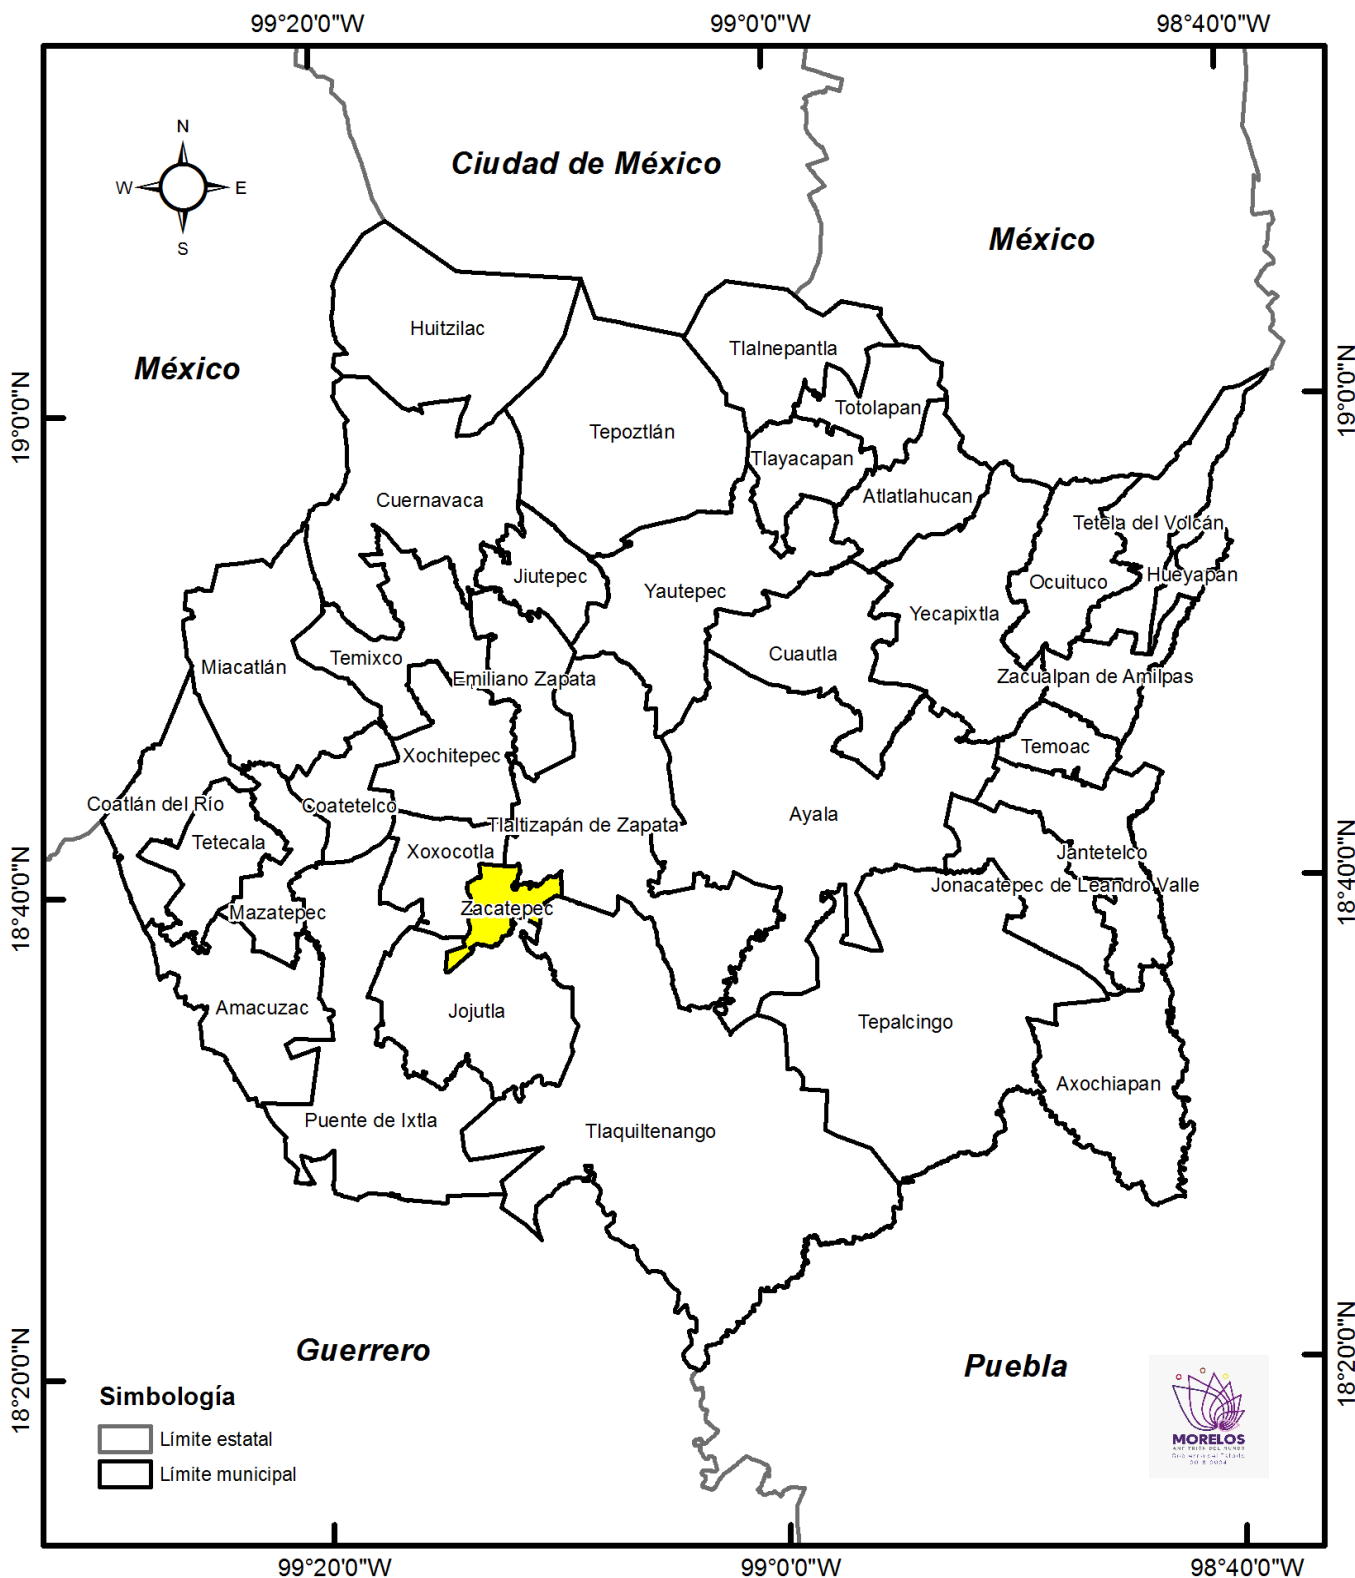 99°20'0"W
99°0'0"W
98°40'0"W
N
W
E
S
Ciudad de México
México
México
19°0'0"N
19°0'0"N
Huitzilac
Tlalnepantla
Totolapan
Tepoztlán
Tlayacapan
Atlatlahucan
Cuernavaca
Tetela del Volcán
Jiutepec
Hueyapan
Ocuituco
Yautepec
Yecapixtla
Cuautla
Temixco
Miacatlán
Emiliano Zapata
Zacualpan de Amilpas
Temoac
Xochitepec
Coatlán del Río
Coatetelco
Ayala
Tlaltizapán de Zapata
Tetecala
Xoxocotla
Jantetelco
Jonacatepec de Leandro Valle
18°40'0"N
18°40'0"N
Zacatepec
Mazatepec
Amacuzac
Jojutla
Tepalcingo
Axochiapan
Puente de Ixtla
Tlaquiltenango
Guerrero
Puebla
18°20'0"N
18°20'0"N
Simbología
Límite estatal
Límite municipal
MORELOS
99°20'0"W
99°0'0"W
98°40'0"W